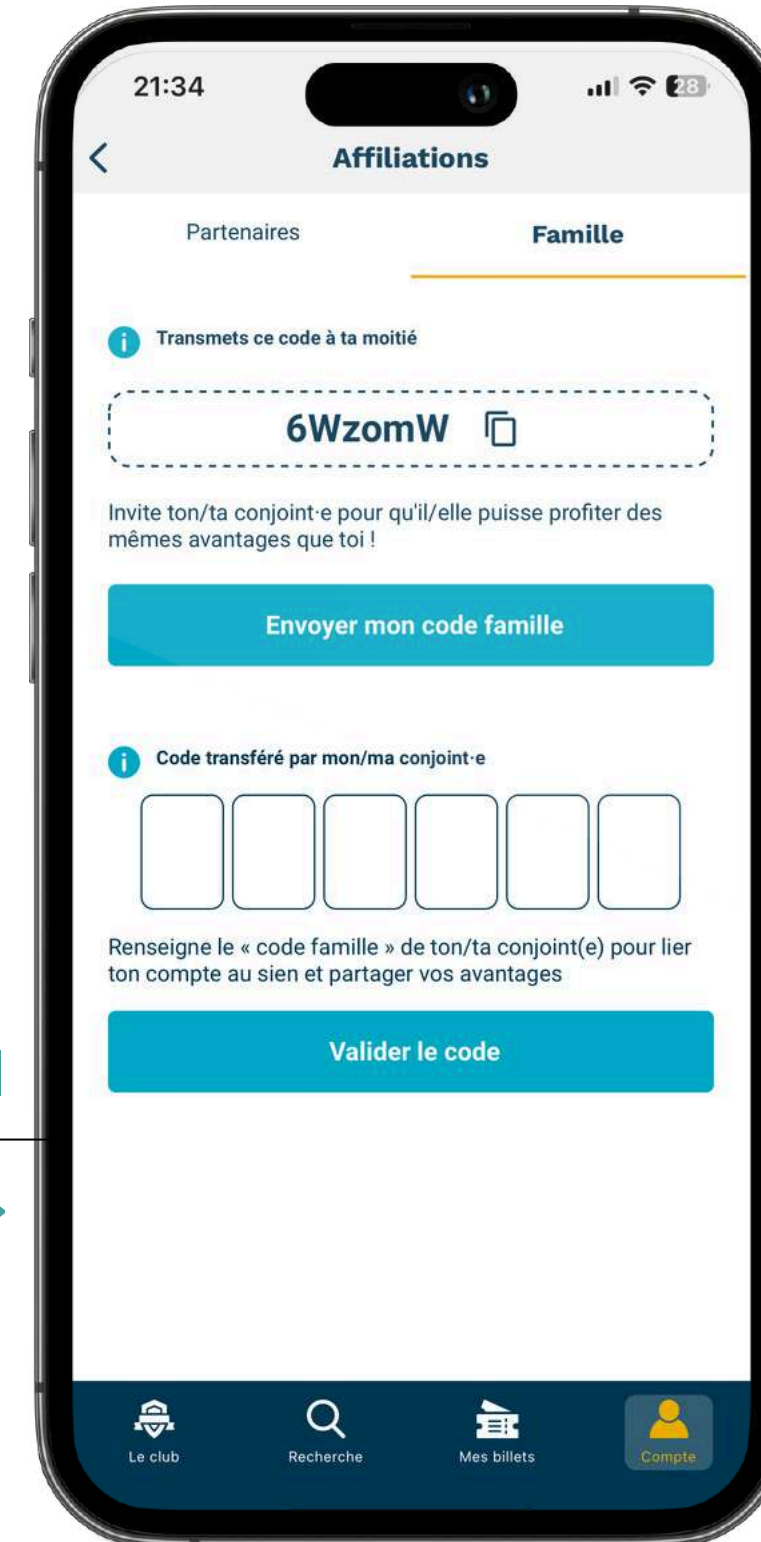 21:34
28
Affiliations
Partenaires
Famille
Transmets ce code à ta moitié
6WzomW
Invite ton/ta conjoint·e pour qu'il/elle puisse profiter des
mêmes avantages que toi !
Envoyer mon code famille
Code transféré par mon/ma conjoint·e
Renseigne le « code famille » de ton/ta conjoint(e) pour lier
ton compte au sien et partager vos avantages
Valider le code
Le club
Recherche
Mes billets
Compte